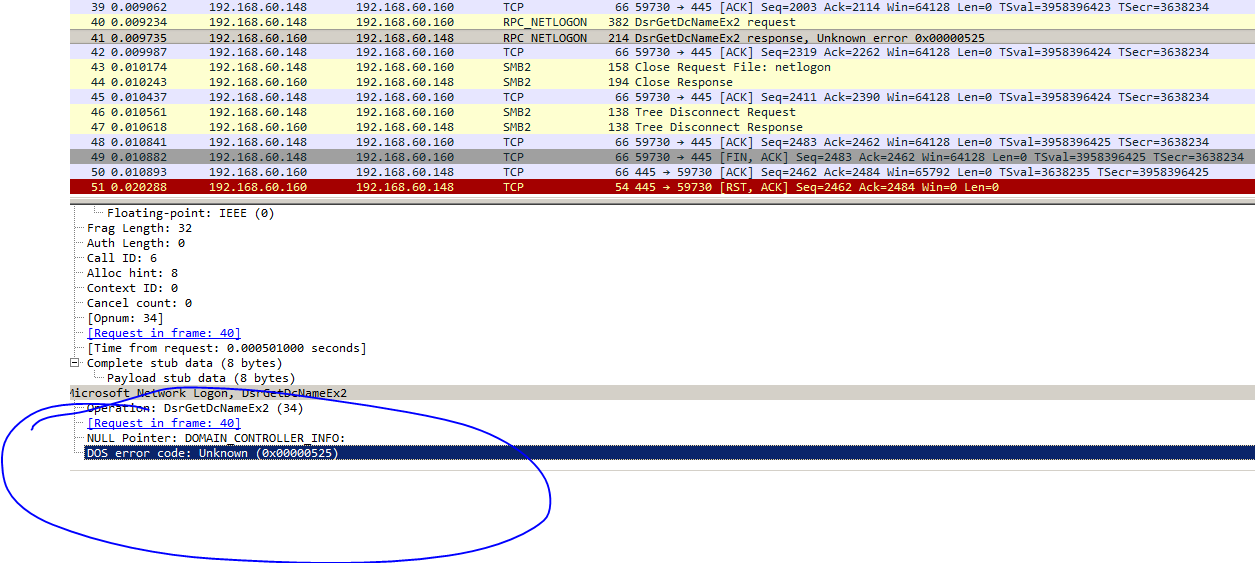 39 0.009062 192.168.60.148 192.168.60.160 TCP 66 59730 → 445 [ACK] Seq=2003 Ack=2114 Win=64128 Len=0 TSval=3958396423 TSecr=3638234
40 0.009234 192.168.60.148 192.168.60.160 RPC_NETLOGON 382 DsrGetDcNameEx2 request
41 0.009735 192.168.60.160 192.168.60.148 RPC_NETLOGON 214 DsrGetDcNameEx2 response, Unknown error 0x00000525
42 0.009987 192.168.60.148 192.168.60.160 TCP 66 59730 → 445 [ACK] Seq=2319 Ack=2262 Win=64128 Len=0 TSval=3958396424 TSecr=3638234
43 0.010174 192.168.60.148 192.168.60.160 SMB2 158 Close Request File: netlogon
44 0.010243 192.168.60.160 192.168.60.148 SMB2 194 Close Response
45 0.010437 192.168.60.148 192.168.60.160 TCP 66 59730 → 445 [ACK] Seq=2411 Ack=2390 Win=64128 Len=0 TSval=3958396424 TSecr=3638234
46 0.010561 192.168.60.148 192.168.60.160 SMB2 138 Tree Disconnect Request
47 0.010618 192.168.60.160 192.168.60.148 SMB2 138 Tree Disconnect Response
48 0.010841 192.168.60.148 192.168.60.160 TCP 66 59730 → 445 [ACK] Seq=2483 Ack=2462 Win=64128 Len=0 TSval=3958396425 TSecr=3638234
49 0.010882 192.168.60.148 192.168.60.160 TCP 66 59730 → 445 [FIN, ACK] Seq=2483 Ack=2462 Win=64128 Len=0 TSval=3958396425 TSecr=3638234
50 0.010893 192.168.60.160 192.168.60.148 TCP 66 445 → 59730 [ACK] Seq=2462 Ack=2484 Win=65792 Len=0 TSval=3638235 TSecr=3958396425
51 0.020288 192.168.60.160 192.168.60.148 TCP 54 445 → 59730 [RST, ACK] Seq=2462 Ack=2484 Win=0 Len=0
Floating-point: IEEE (0)
Frag Length: 32
Auth Length: 0
Call ID: 6
Alloc hint: 8
Context ID: 0
Cancel count: 0
[Opnum: 34]
[Request in frame: 40]
[Time from request: 0.000501000 seconds]
Complete stub data (8 bytes)
Payload stub data (8 bytes)
Microsoft Network Logon, DsrGetDcNameEx2
Operation: DsrGetDcNameEx2 (34)
[Request in frame: 40]
NULL Pointer: DOMAIN_CONTROLLER_INFO:
DOS error code: Unknown (0x00000525)